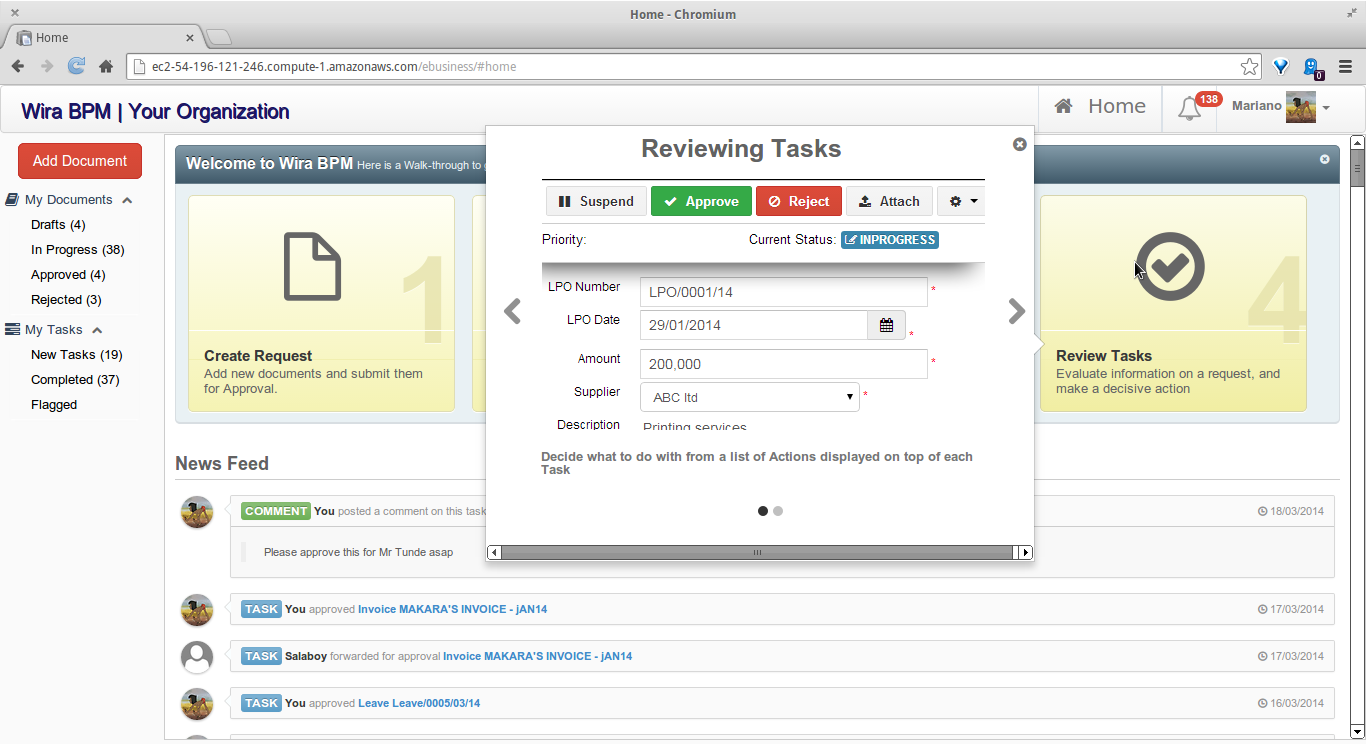 Home - Chromium
Home
ec2-54-196-121-246.compute-1.amazonaws.com/ebusiness/#home
0
Wira BPM | Your Organization
Home
138
Mariano
Add Document
My Documents
Drafts (4)
In Progress (38)
Approved (4)
Rejected (3)
My Tasks
New Tasks (19)
Completed (37)
Flagged
Welcome to Wira BPM Here is a Walk-through to
1
Create Request
Add new documents and submit them
for Approval.
Reviewing Tasks
Suspend
Approve
Reject
Attach
Priority:
Current Status: INPROGRESS
LPO Number LPO/0001/14 *
LPO Date 29/01/2014 *
Amount 200,000 *
Supplier ABC ltd *
Description Printing services
Decide what to do with from a list of Actions displayed on top of each
Task
4
Review Tasks
Evaluate information on a request, and
make a decisive action
News Feed
COMMENT You posted a comment on this task
18/03/2014
Please approve this for Mr Tunde asap
TASK You approved Invoice MAKARA'S INVOICE - jAN14
17/03/2014
TASK Salaboy forwarded for approval Invoice MAKARA'S INVOICE - jAN14
17/03/2014
TASK You approved Leave Leave/0005/03/14
16/03/2014